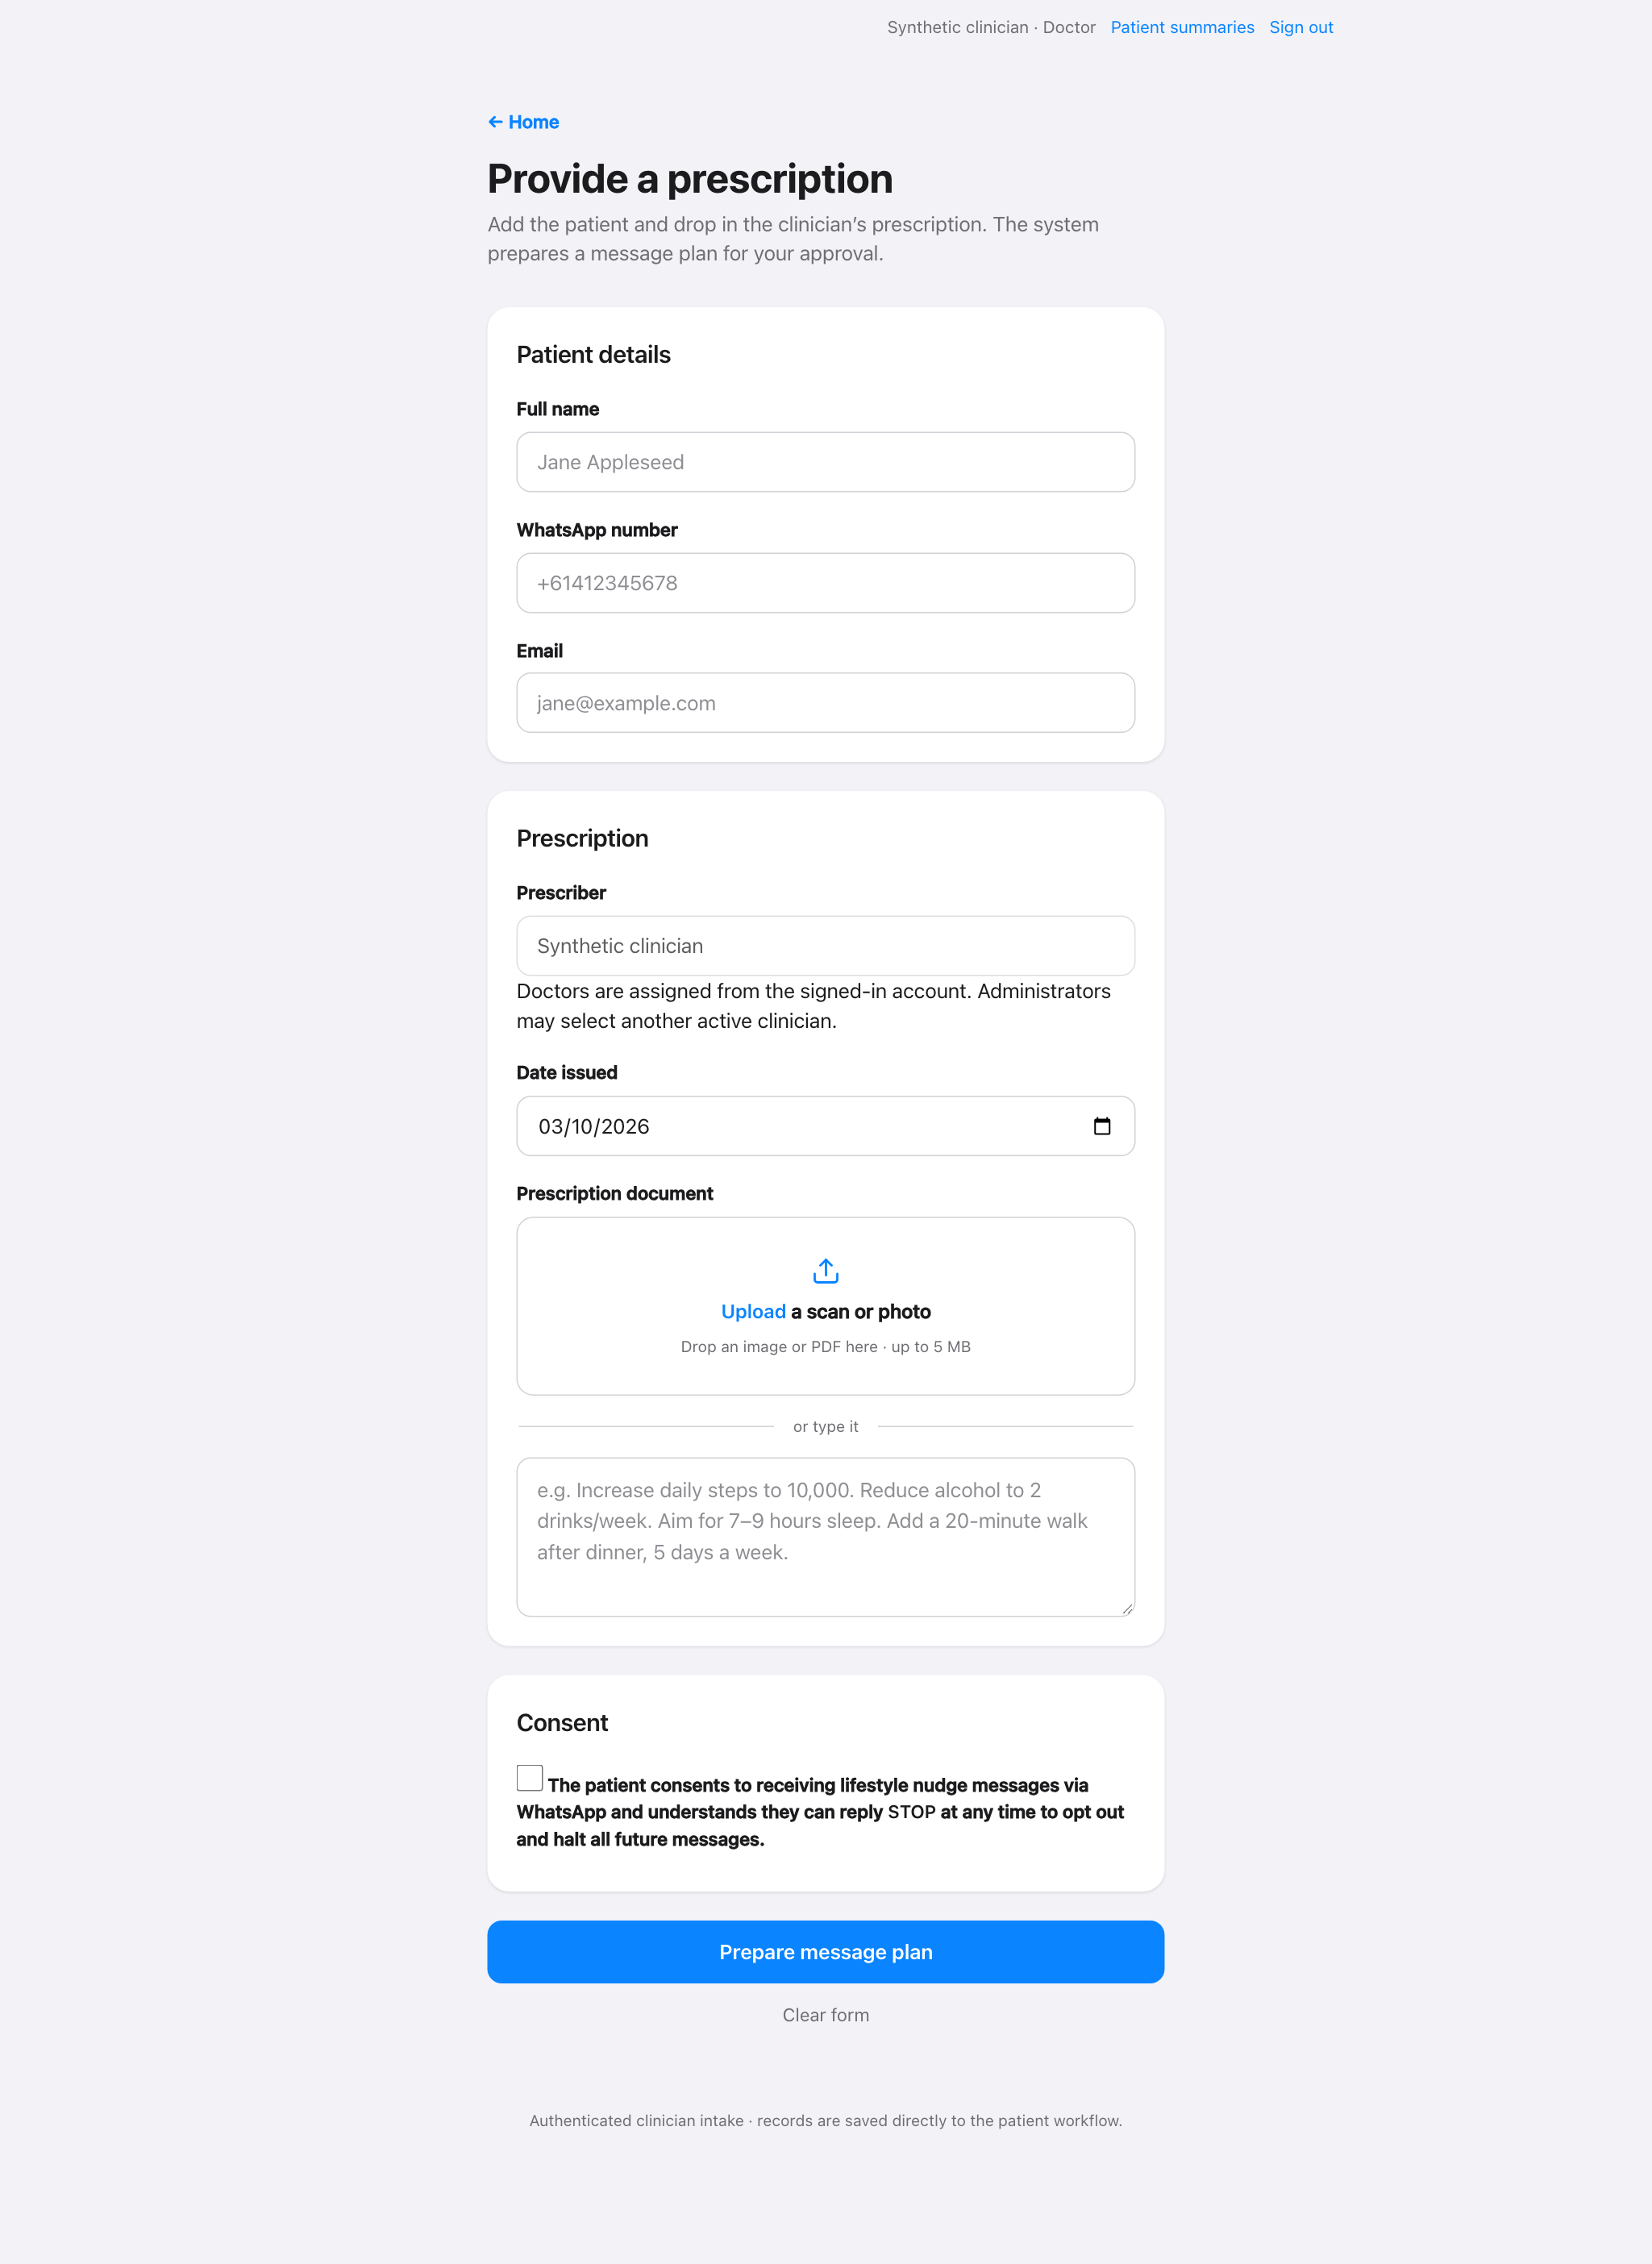 Synthetic clinician · Doctor Patient summaries Sign out
← Home
Provide a prescription
Add the patient and drop in the clinician’s prescription. The system
prepares a message plan for your approval.
Patient details
Full name
Jane Appleseed
WhatsApp number
+61412345678
Email
jane@example.com
Prescription
Prescriber
Synthetic clinician
Doctors are assigned from the signed-in account. Administrators
may select another active clinician.
Date issued
03/10/2026
Prescription document
Upload a scan or photo
Drop an image or PDF here · up to 5 MB
or type it
e.g. Increase daily steps to 10,000. Reduce alcohol to 2
drinks/week. Aim for 7–9 hours sleep. Add a 20-minute walk
after dinner, 5 days a week.
Consent
The patient consents to receiving lifestyle nudge messages via
WhatsApp and understands they can reply STOP at any time to opt out
and halt all future messages.
Prepare message plan
Clear form
Authenticated clinician intake · records are saved directly to the patient workflow.